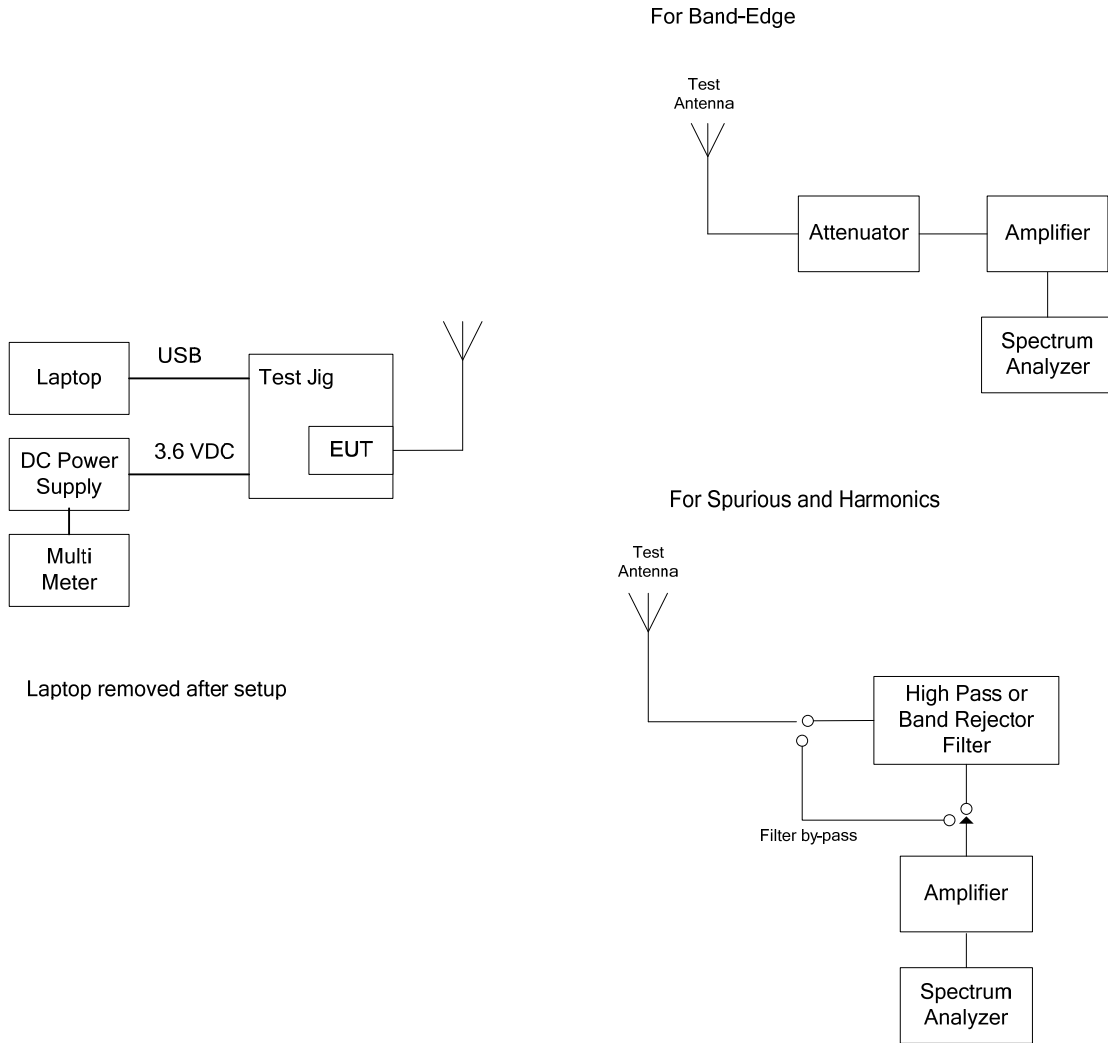 For Band-Edge
Test
Antenna
Attenuator
Amplifier
Spectrum
Analyzer
Laptop
USB
Test Jig
EUT
3.6 VDC
DC Power
Supply
Multi
Meter
Laptop removed after setup
For Spurious and Harmonics
Test
Antenna
High Pass or
Band Rejector
Filter
Filter by-pass
Amplifier
Spectrum
Analyzer